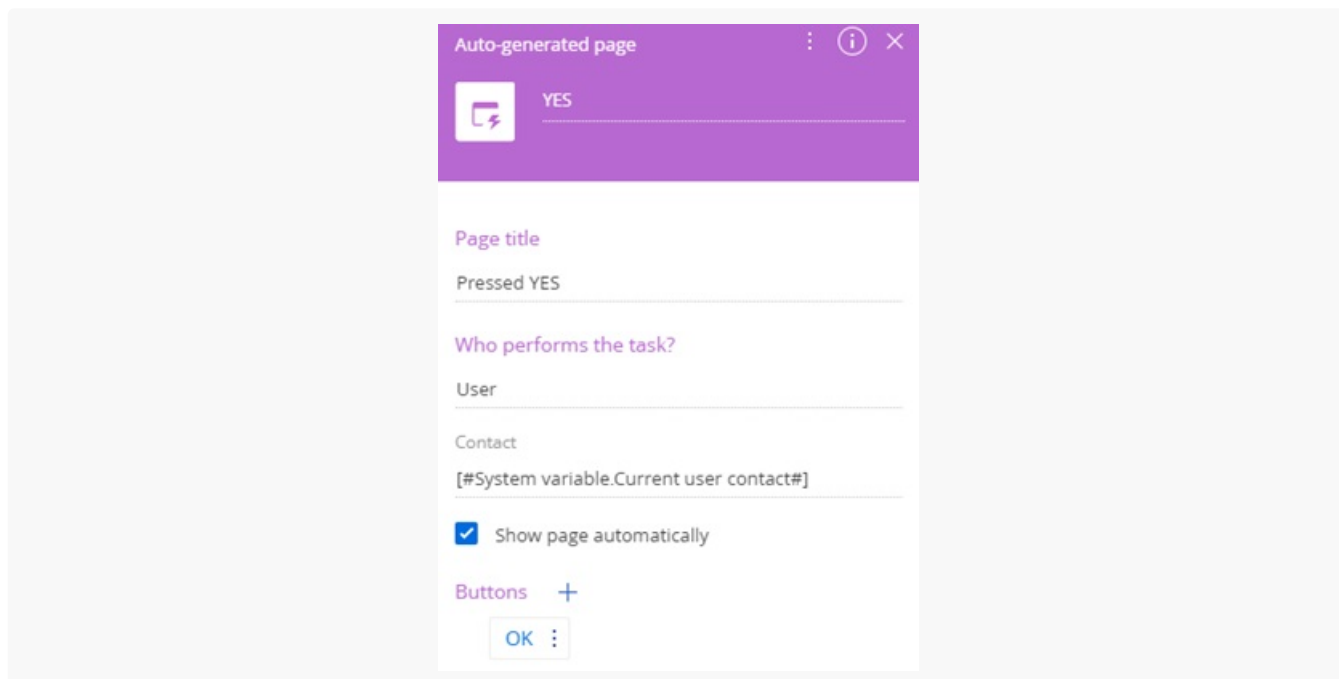 Auto-generated page
YES
Page title
Pressed YES
Who performs the task?
User
Contact
[#System variable.Current user contact#]
Show page automatically
Buttons +
OK